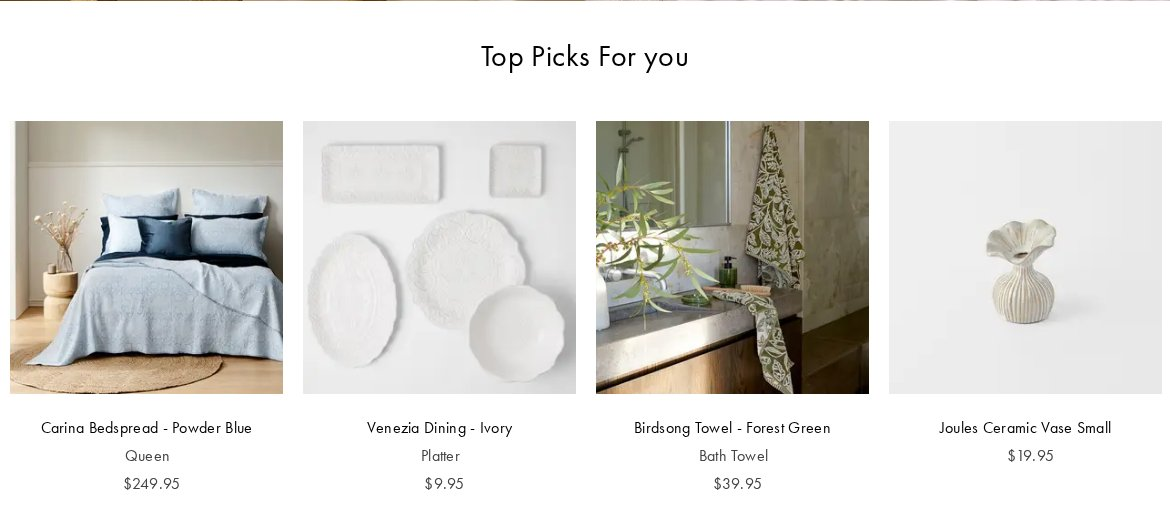 Top Picks For you
Carina Bedspread - Powder Blue
Queen
$249.95
Venezia Dining - Ivory
Platter
$9.95
Birdsong Towel - Forest Green
Bath Towel
$39.95
Joules Ceramic Vase Small
$19.95